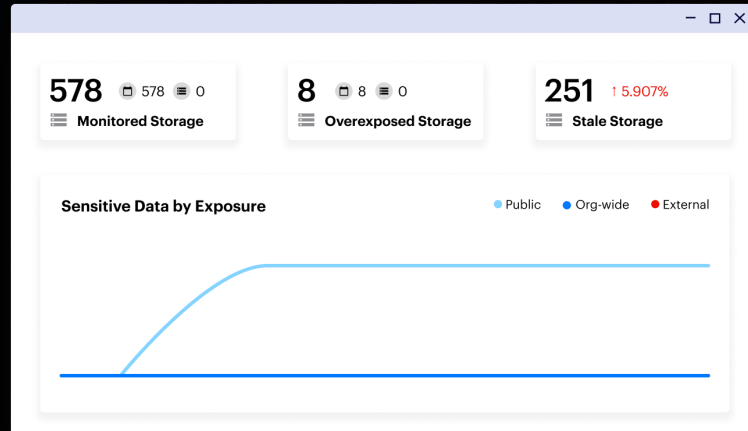 578 578 0
Monitored Storage
8 8 0
Overexposed Storage
251 ↑ 5.907%
Stale Storage
Sensitive Data by Exposure
Public Org-wide External